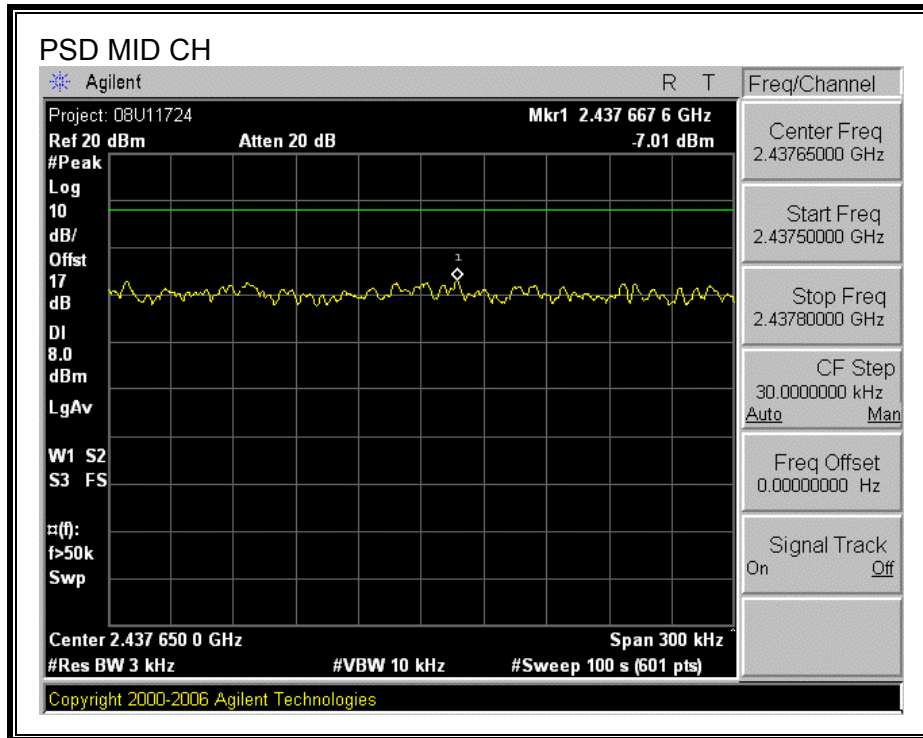 PSD MID CH
Agilent R T
Project: 08U11724 Mkr1 2.437 667 6 GHz
Ref 20 dBm Atten 20 dB -7.01 dBm
#Peak
Log
10
dB/
Offst
17
dB
DI
8.0
dBm
LgAv
W1 S2
S3 FS
¤(f):
f>50k
Swp
1
Center 2.437 650 0 GHz Span 300 kHz ^
#Res BW 3 kHz #VBW 10 kHz #Sweep 100 s (601 pts)
Copyright 2000-2006 Agilent Technologies
Freq/Channel
Center Freq
2.43765000 GHz
Start Freq
2.43750000 GHz
Stop Freq
2.43780000 GHz
CF Step
30.0000000 kHz
Auto Man
Freq Offset
0.00000000 Hz
Signal Track
On Off